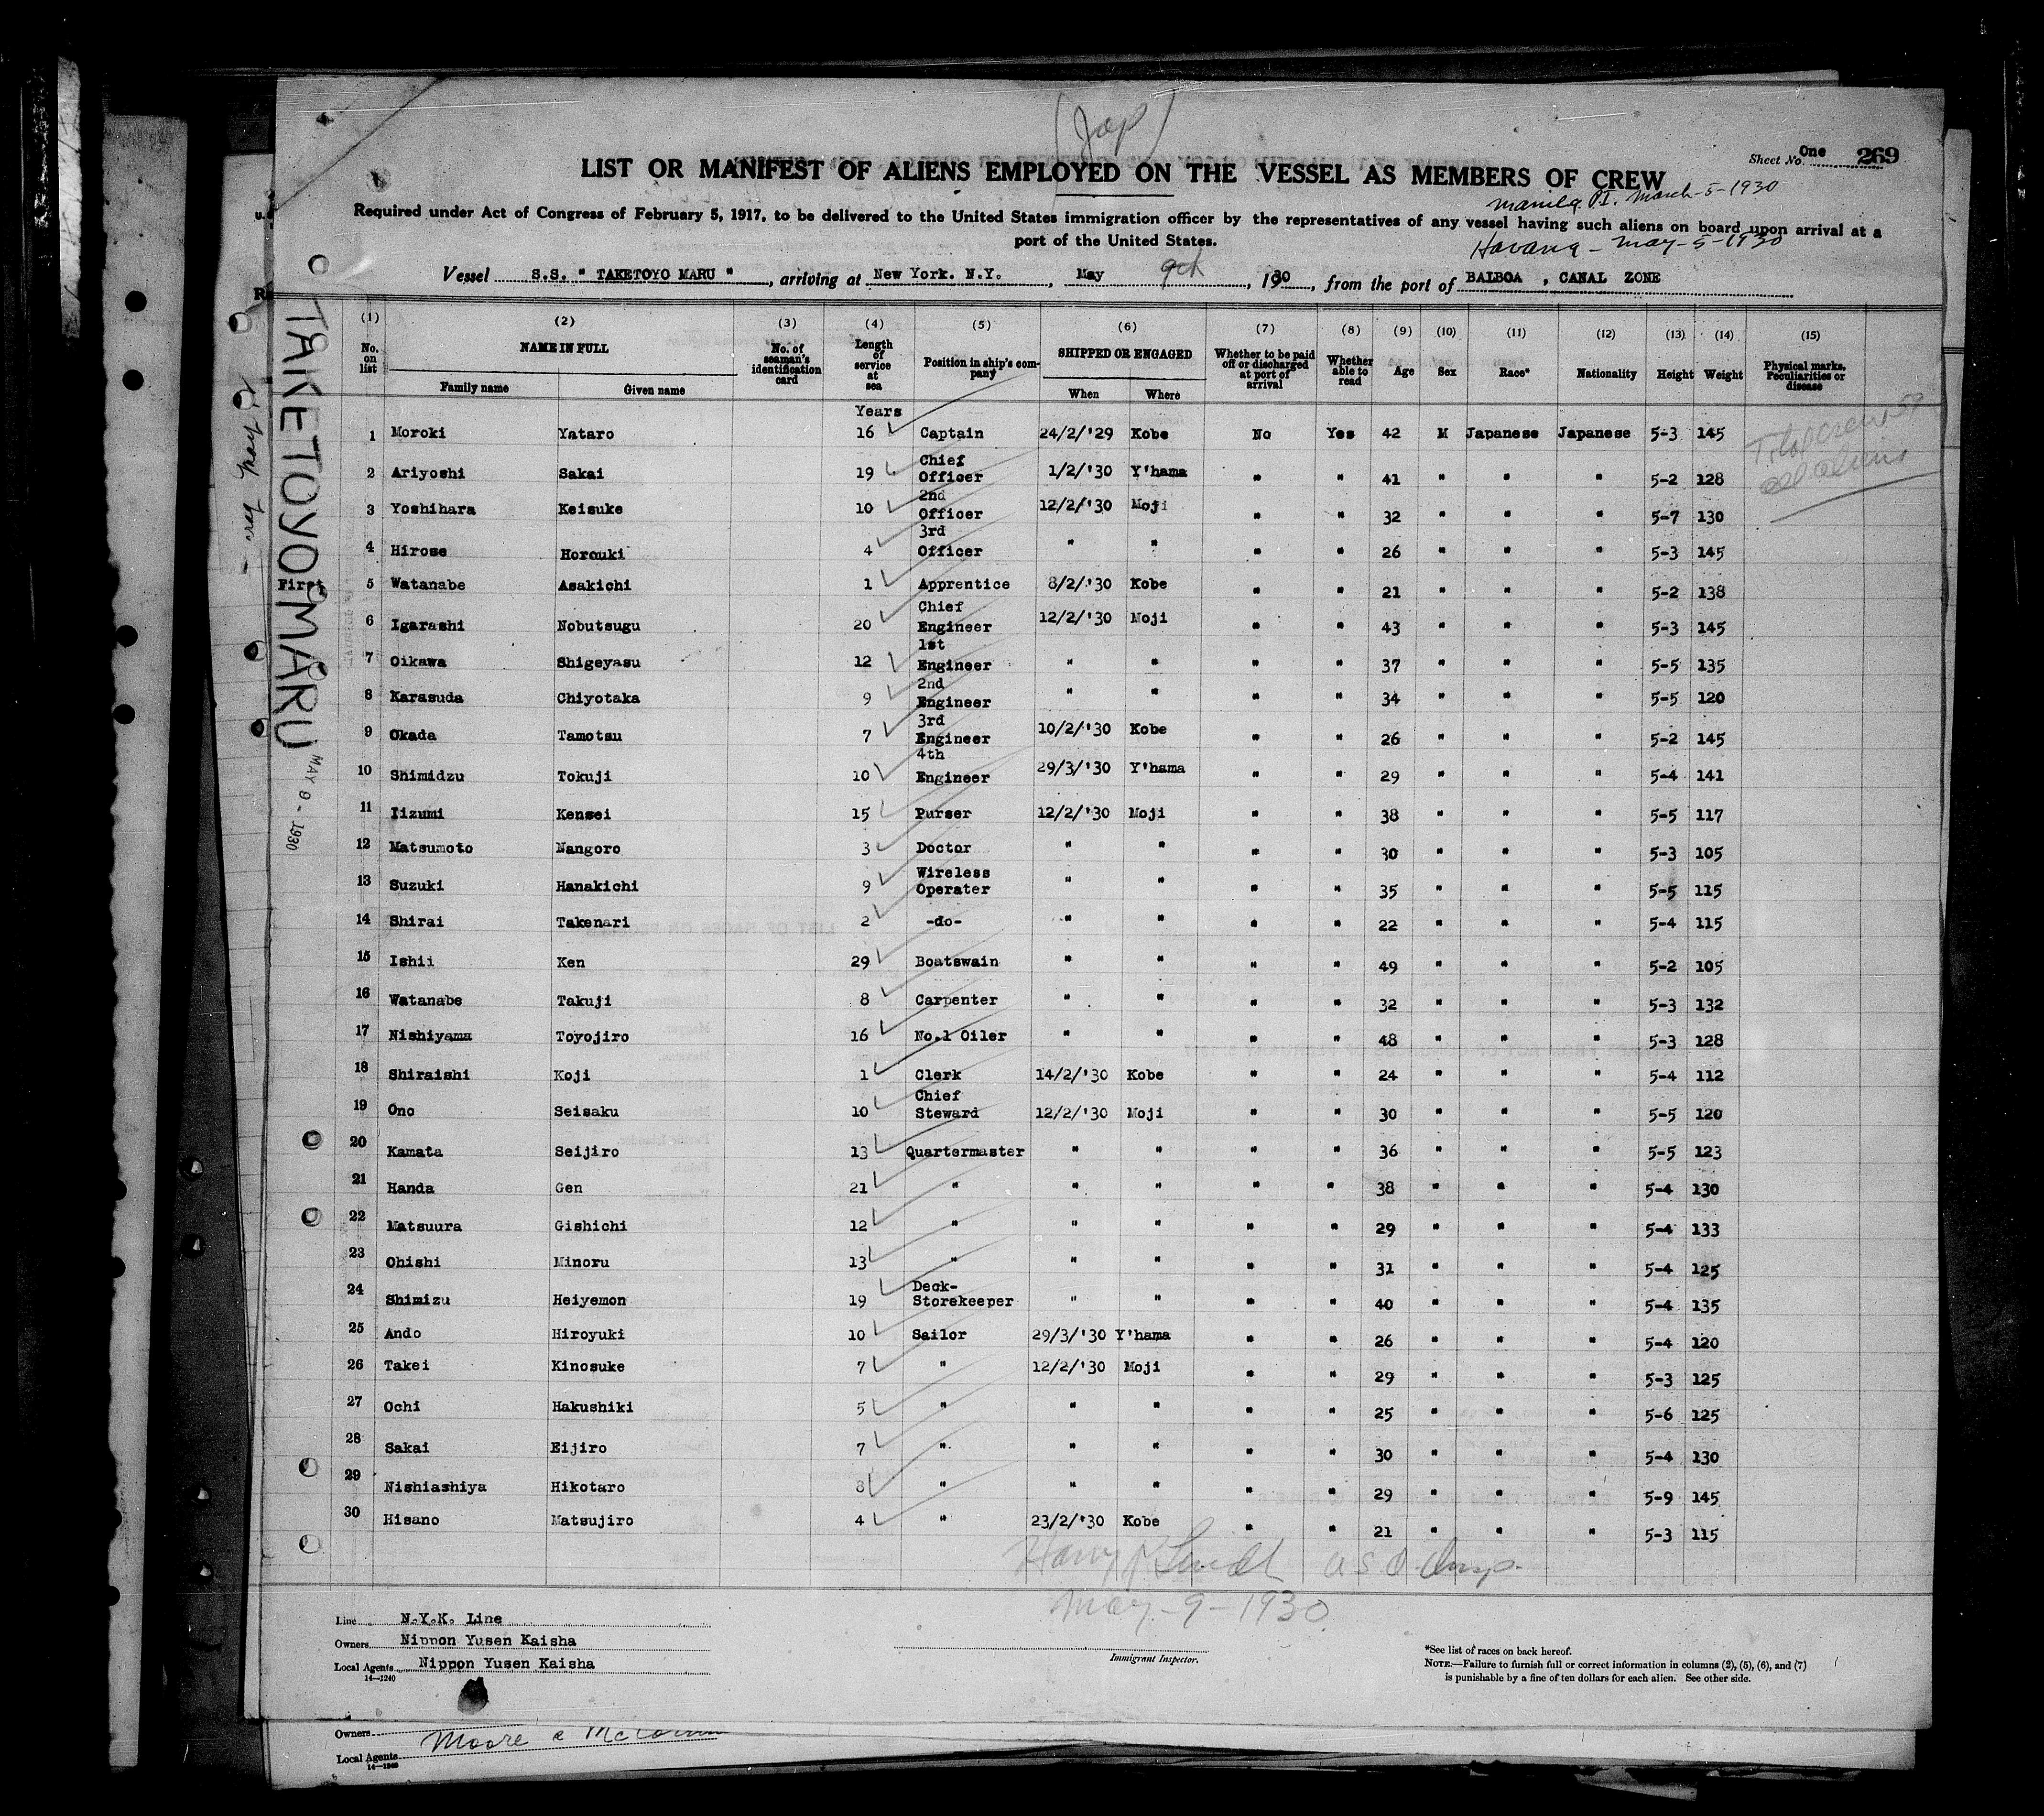 (Jap)
Sheet No. One 269
LIST OR MANIFEST OF ALIENS EMPLOYED ON THE VESSEL AS MEMBERS OF CREW
Manila P.I. March-5-1930
Required under Act of Congress of February 5, 1917, to be delivered to the United States immigration officer by the representatives of any vessel having such aliens on board upon arrival at a
port of the United States.
Havana - May-5-1930
Vessel S.S. " TAKETOYO MARU ", arriving at New York. N.Y., May 9th, 1930, from the port of BALBOA , CANAL ZONE
TAKETOYO MARU MAY 9 - 1930
First
(1) (2) (3) (4) (5) (6) (7) (8) (9) (10) (11) (12) (13) (14) (15)
No. on list NAME IN FULL Family name Given name No. of seaman's identification card Length of service at sea Position in ship's company SHIPPED OR ENGAGED When Where Whether to be paid off or discharged at port of arrival Whether able to read Age Sex Race* Nationality Height Weight Physical marks, Peculiarities or disease
Years
1 Moroki Yataro 16 Captain 24/2/'29 Kobe No Yes 42 M Japanese Japanese 5-3 145
Total crew 59
all aliens
2 Ariyoshi Sakai 19 Chief Officer 1/2/'30 Y'hama " " 41 " " " 5-2 128
3 Yoshihara Keisuke 10 2nd Officer 12/2/'30 Moji " " 32 " " " 5-7 130
4 Hirose Horouki 4 3rd Officer " " " " 26 " " " 5-3 145
5 Watanabe Asakichi 1 Apprentice 8/2/'30 Kobe " " 21 " " " 5-2 138
6 Igarashi Nobutsugu 20 Chief Engineer 12/2/'30 Moji " " 43 " " " 5-3 145
7 Oikawa Shigeyasu 12 1st Engineer " " " " 37 " " " 5-5 135
8 Karasuda Chiyotaka 9 2nd Engineer " " " " 34 " " " 5-5 120
9 Okada Tamotsu 7 3rd Engineer 10/2/'30 Kobe " " 26 " " " 5-2 145
10 Shimidzu Tokuji 10 4th Engineer 29/3/'30 Y'hama " " 29 " " " 5-4 141
11 Iizumi Kensei 15 Purser 12/2/'30 Moji " " 38 " " " 5-5 117
12 Matsumoto Nangoro 3 Doctor " " " " 30 " " " 5-3 105
13 Suzuki Hanakichi 9 Wireless Operater " " " " 35 " " " 5-5 115
14 Shirai Takenari 2 -do- " " " " 22 " " " 5-4 115
15 Ishii Ken 29 Boatswain " " " " 49 " " " 5-2 105
16 Watanabe Takuji 8 Carpenter " " " " 32 " " " 5-3 132
17 Nishiyama Toyojiro 16 No.1 Oiler " " " " 48 " " " 5-3 128
18 Shiraishi Koji 1 Clerk 14/2/'30 Kobe " " 24 " " " 5-4 112
19 Ono Seisaku 10 Chief Steward 12/2/'30 Moji " " 30 " " " 5-5 120
20 Kamata Seijiro 13 Quartermaster " " " " 36 " " " 5-5 123
21 Handa Gen 21 " " " " " 38 " " " 5-4 130
22 Matsuura Gishichi 12 " " " " " 29 " " " 5-4 133
23 Ohishi Minoru 13 " " " " " 31 " " " 5-4 125
24 Shimizu Heiyemon 19 Deck-Storekeeper " " " " 40 " " " 5-4 135
25 Ando Hiroyuki 10 Sailor 29/3/'30 Y'hama " " 26 " " " 5-4 120
26 Takei Kinosuke 7 " 12/2/'30 Moji " " 29 " " " 5-3 125
27 Ochi Hakushiki 5 " " " " " 25 " " " 5-6 125
28 Sakai Eijiro 7 " " " " " 30 " " " 5-4 130
29 Nishiashiya Hikotaro 8 " " " " " 29 " " " 5-9 145
30 Hisano Matsujiro 4 " 23/2/'30 Kobe " " 21 " " " 5-3 115
May-9-1930
Line N.Y.K. Line
Owners Nippon Yusen Kaisha
Local Agents Nippon Yusen Kaisha
14—1240
Immigrant Inspector.
*See list of races on back hereof.
NOTE.—Failure to furnish full or correct information in columns (2), (5), (6), and (7)
is punishable by a fine of ten dollars for each alien. See other side.
Owners
Moore &
Local Agents
14—1240